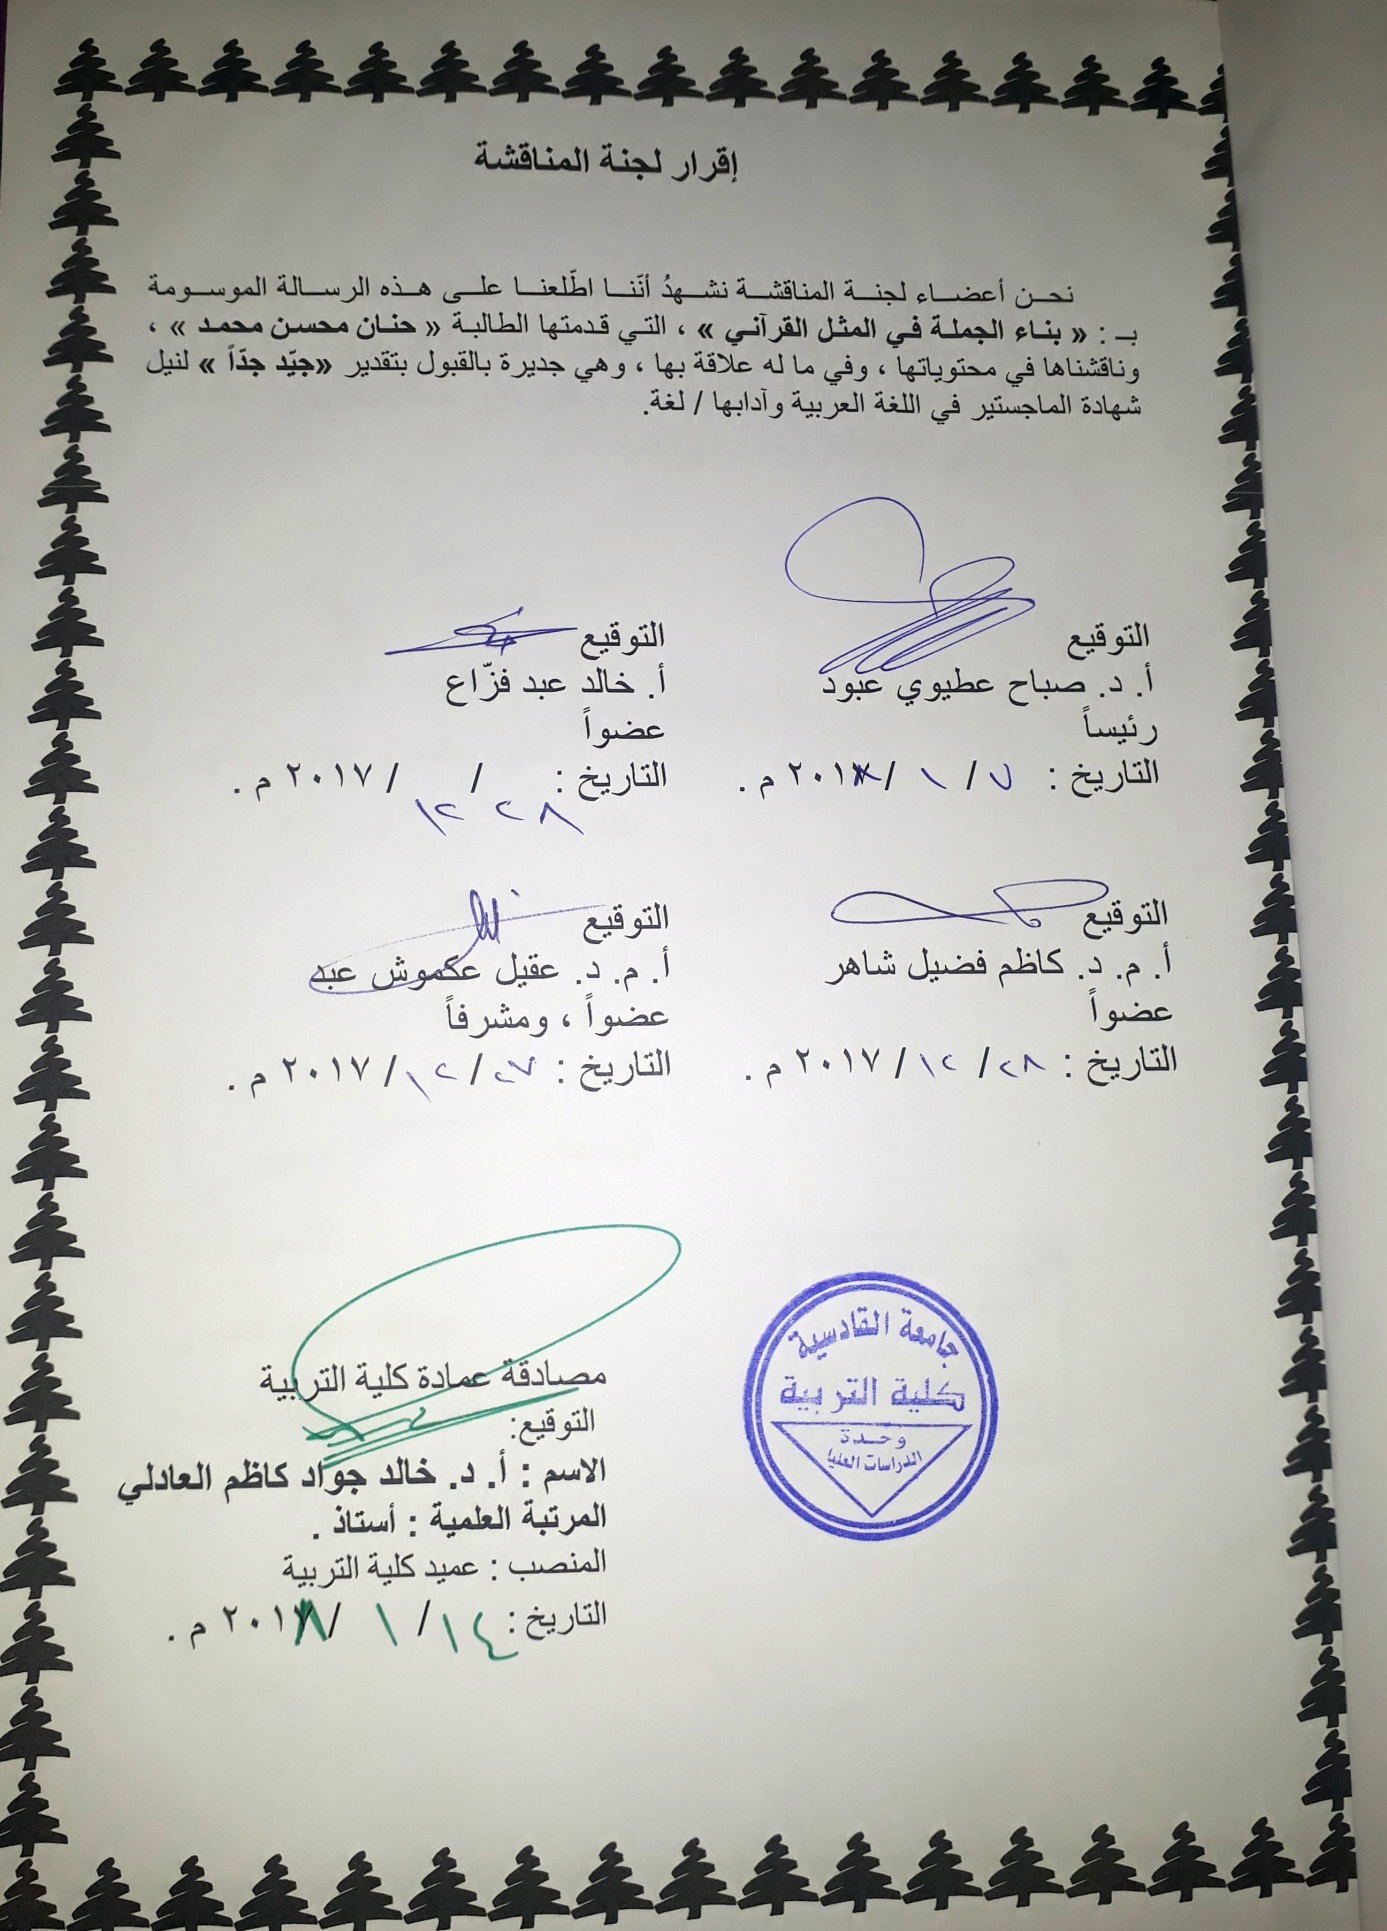 إقرار لجنة المناقشة
نحن أعضاء لجنة المناقشة نشهدُ أنّنا اطّلعنا على هذه الرسالة الموسومة
بـ : « بناء الجملة في المثل القرآني » ، التي قدمتها الطالبة « حنان محسن محمد » ،
وناقشناها في محتوياتها ، وفي ما له علاقة بها ، وهي جديرة بالقبول بتقدير «جيّد جدّاً » لنيل
شهادة الماجستير في اللغة العربية وآدابها / لغة.
التوقيع
أ. د. صباح عطيوي عبود
رئيساً
التاريخ : ٧ / ١ / ٢٠١٨ م .
التوقيع
أ. خالد عبد فزّاع
عضواً
التاريخ : ٢٨ / ١٢ / ٢٠١٧ م .
التوقيع
أ. م. د. كاظم فضيل شاهر
عضواً
التاريخ : ٢٨ / ١٢ / ٢٠١٧ م .
التوقيع
أ. م. د. عقيل عكموش عبد
عضواً ، ومشرفاً
التاريخ : ٢٧ / ١٢ / ٢٠١٧ م .
جامعة القادسية
كلية التربية
وحدة
الدراسات العليا
مصادقة عمادة كلية التربية
التوقيع:
الاسم : أ. د. خالد جواد كاظم العادلي
المرتبة العلمية : أستاذ .
المنصب : عميد كلية التربية
التاريخ : ١٤ / ١ / ٢٠١٨ م .